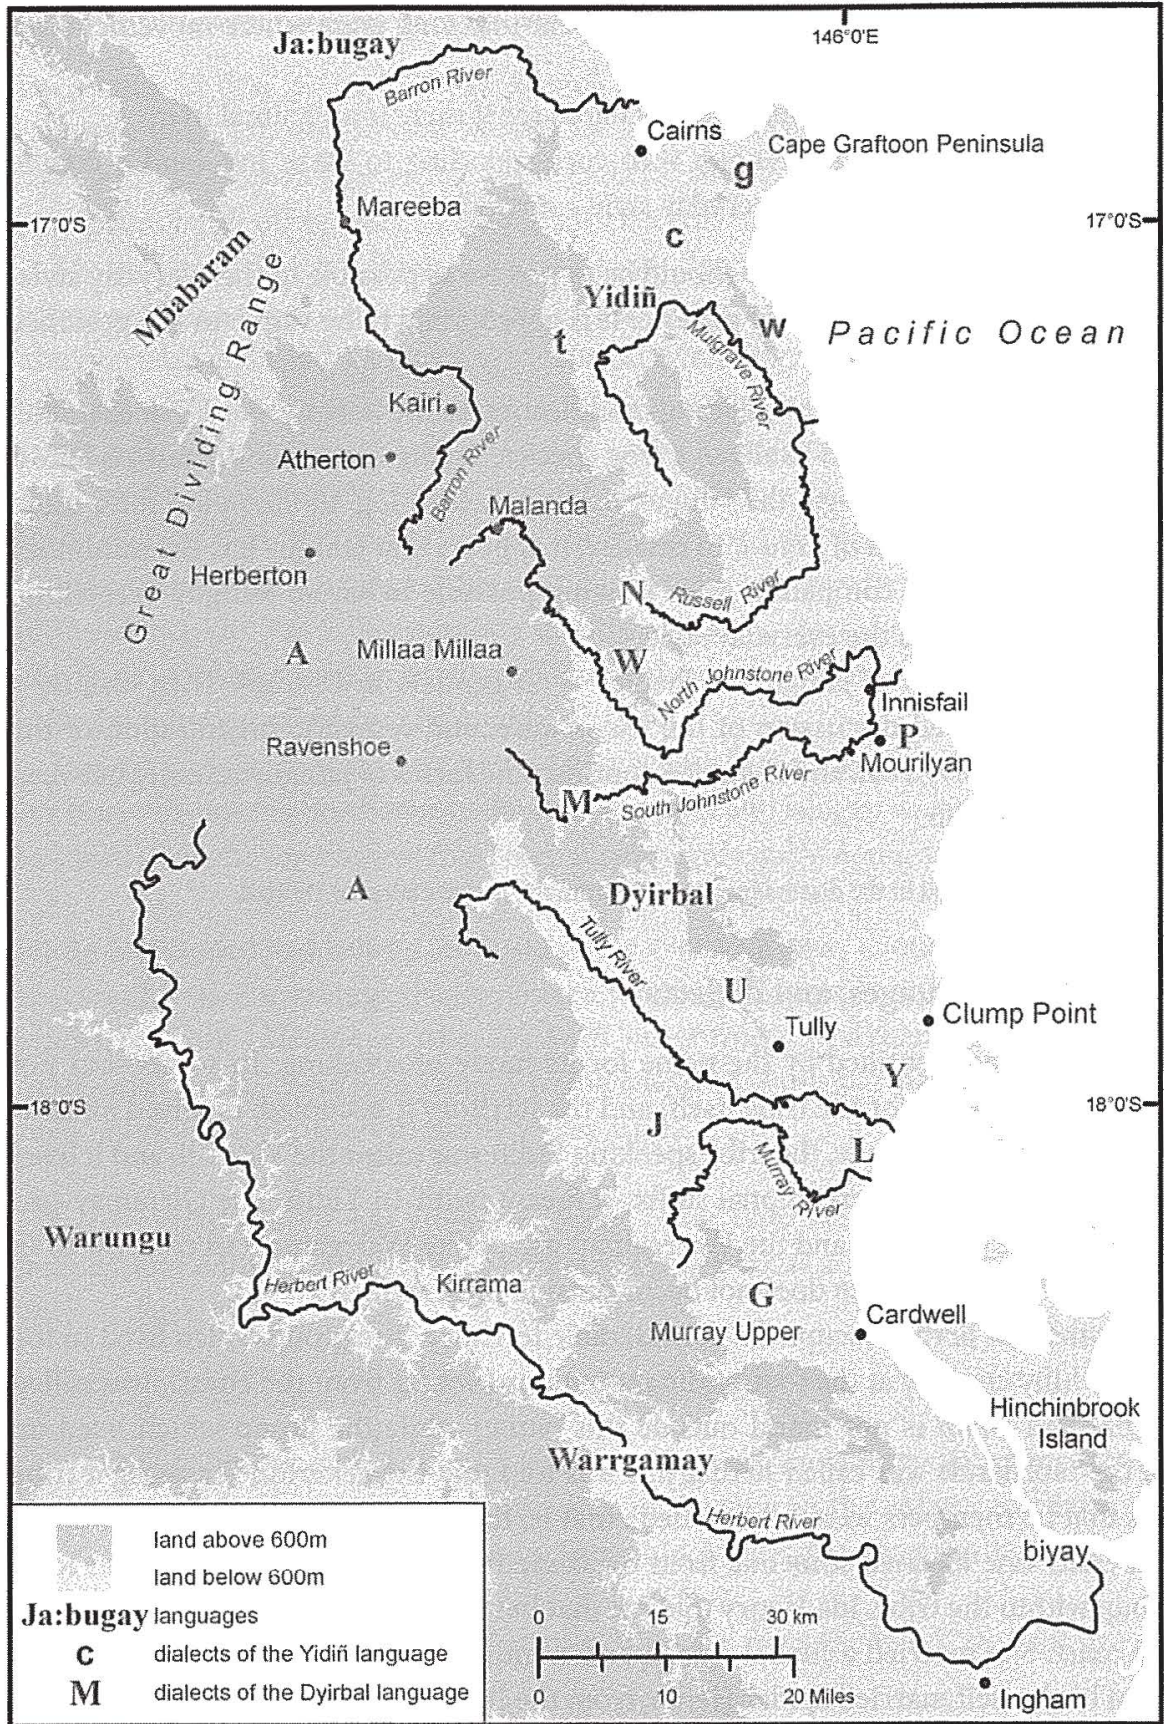 146°0'E
Ja:bugay
Barron River
Cairns
Cape Graftoon Peninsula
g
Mareeba
17°0'S
17°0'S
c
Mbabaram
Great Dividing Range
Yidiñ
t
Mulgrave River
w
Pacific Ocean
Kairi
Atherton
Barron River
Malanda
Herberton
N
Russell River
A
Millaa Millaa
W
North Johnstone River
Innisfail
P
Ravenshoe
Mourilyan
M
South Johnstone River
A
Dyirbal
Tully River
U
Clump Point
Tully
Y
18°0'S
18°0'S
J
L
Murray River
Warungu
Herbert River
Kirrama
G
Murray Upper
Cardwell
Hinchinbrook
Island
Warrgamay
Herbert River
biyay
Ingham
land above 600m
land below 600m
Ja:bugay languages
c dialects of the Yidiñ language
M dialects of the Dyirbal language
0 15 30 km
0 10 20 Miles